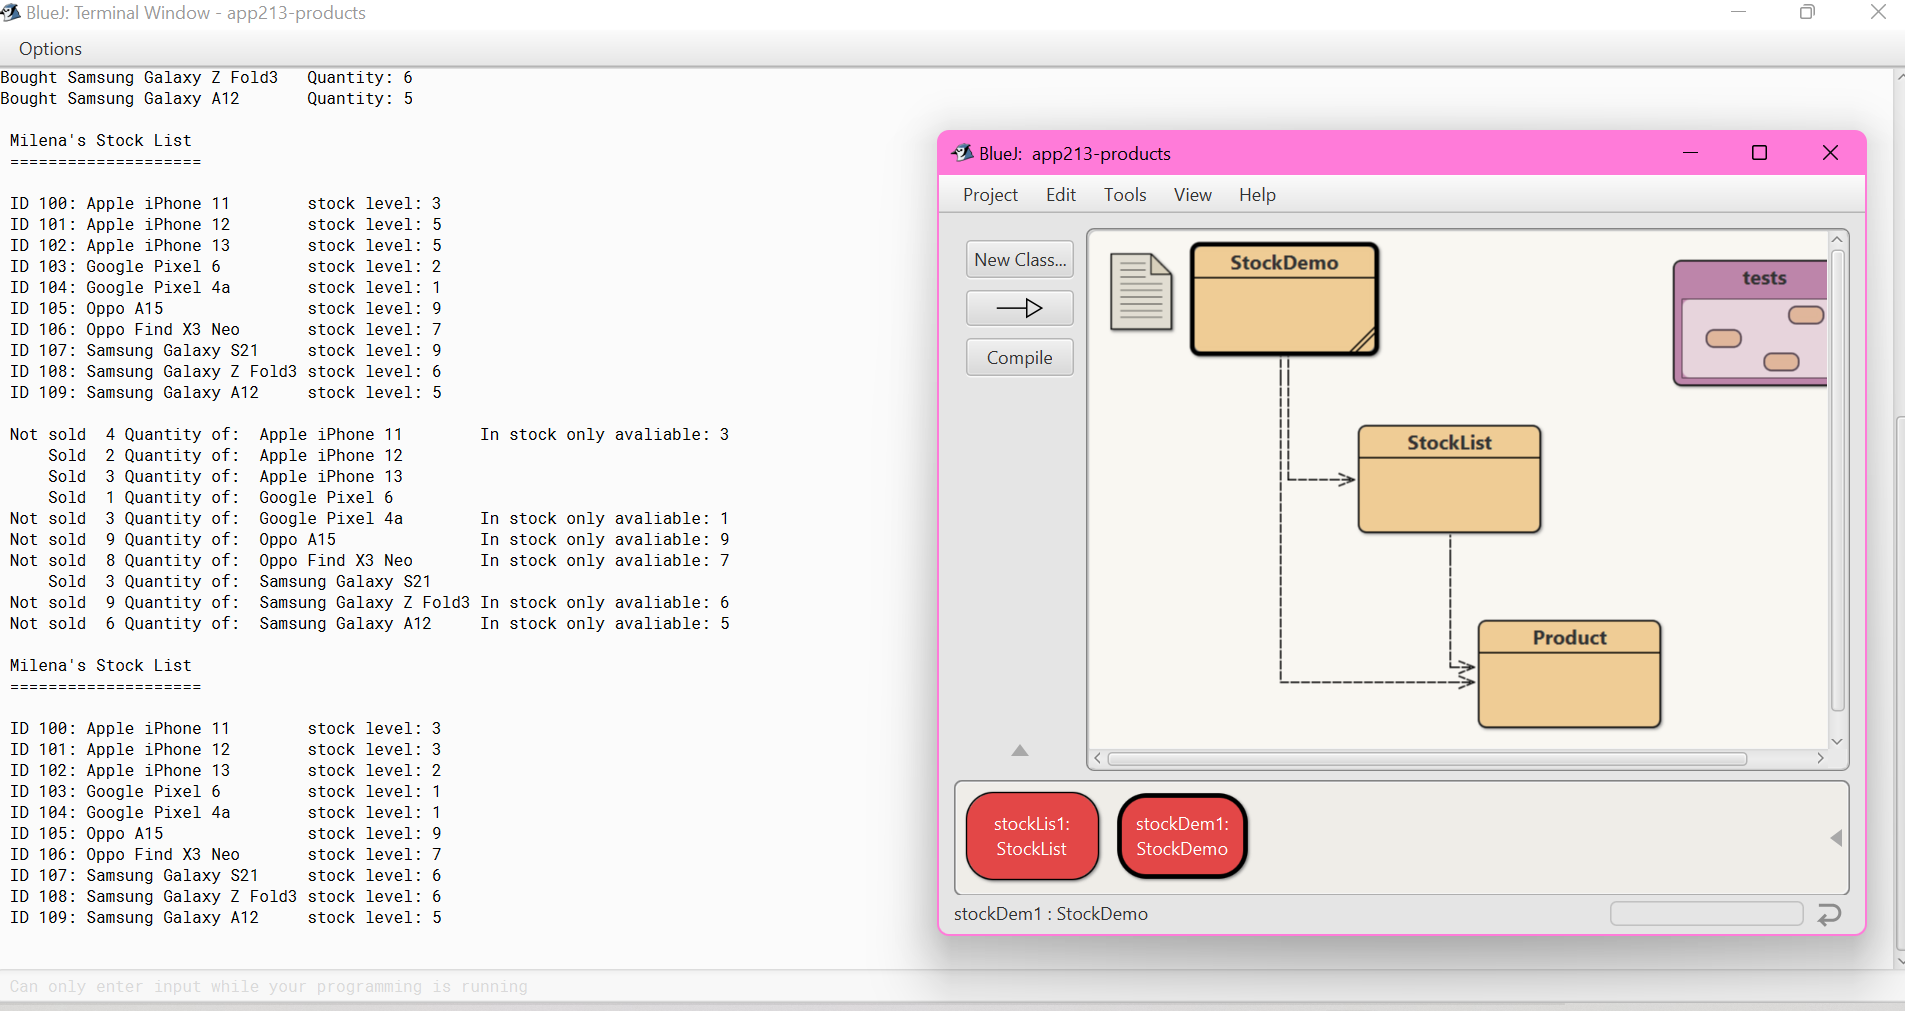 BlueJ: Terminal Window - app213-products
Options
Bought Samsung Galaxy Z Fold3   Quantity: 6
Bought Samsung Galaxy A12       Quantity: 5
Milena's Stock List
====================
ID 100: Apple iPhone 11        stock level: 3
ID 101: Apple iPhone 12        stock level: 5
ID 102: Apple iPhone 13        stock level: 5
ID 103: Google Pixel 6         stock level: 2
ID 104: Google Pixel 4a        stock level: 1
ID 105: Oppo A15               stock level: 9
ID 106: Oppo Find X3 Neo       stock level: 7
ID 107: Samsung Galaxy S21     stock level: 9
ID 108: Samsung Galaxy Z Fold3 stock level: 6
ID 109: Samsung Galaxy A12     stock level: 5
Not sold  4 Quantity of:  Apple iPhone 11        In stock only avaliable: 3
Sold  2 Quantity of:  Apple iPhone 12
Sold  3 Quantity of:  Apple iPhone 13
Sold  1 Quantity of:  Google Pixel 6
Not sold  3 Quantity of:  Google Pixel 4a        In stock only avaliable: 1
Not sold  9 Quantity of:  Oppo A15               In stock only avaliable: 9
Not sold  8 Quantity of:  Oppo Find X3 Neo       In stock only avaliable: 7
Sold  3 Quantity of:  Samsung Galaxy S21
Not sold  9 Quantity of:  Samsung Galaxy Z Fold3 In stock only avaliable: 6
Not sold  6 Quantity of:  Samsung Galaxy A12     In stock only avaliable: 5
Milena's Stock List
====================
ID 100: Apple iPhone 11        stock level: 3
ID 101: Apple iPhone 12        stock level: 3
ID 102: Apple iPhone 13        stock level: 2
ID 103: Google Pixel 6         stock level: 1
ID 104: Google Pixel 4a        stock level: 1
ID 105: Oppo A15               stock level: 9
ID 106: Oppo Find X3 Neo       stock level: 7
ID 107: Samsung Galaxy S21     stock level: 6
ID 108: Samsung Galaxy Z Fold3 stock level: 6
ID 109: Samsung Galaxy A12     stock level: 5
Can only enter input while your programming is running
BlueJ: app213-products
Project Edit Tools View Help
New Class...
Compile
StockDemo
tests
StockList
Product
stockLis1:
StockList
stockDem1:
StockDemo
stockDem1 : StockDemo